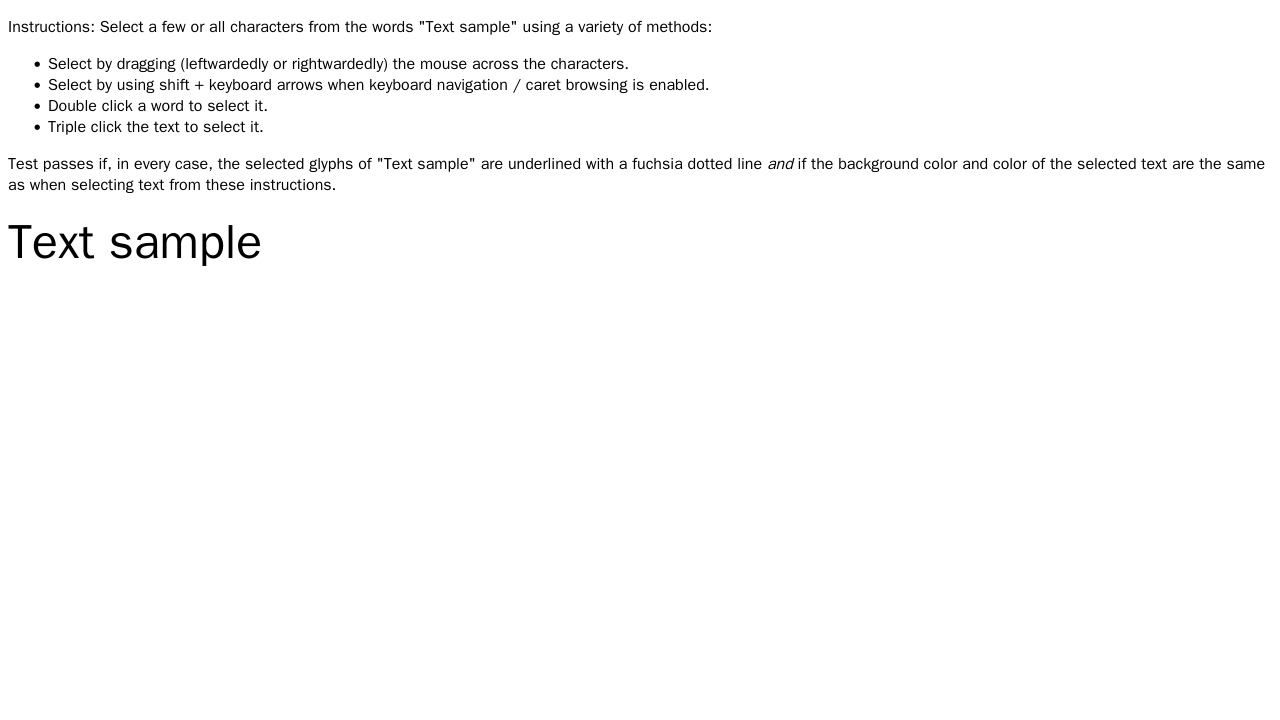 Instructions: Select a few or all characters from the words "Text sample" using a variety of methods:
• Select by dragging (leftwardedly or rightwardedly) the mouse across the characters.
• Select by using shift + keyboard arrows when keyboard navigation / caret browsing is enabled.
• Double click a word to select it.
• Triple click the text to select it.
Test passes if, in every case, the selected glyphs of "Text sample" are underlined with a fuchsia dotted line and if the background color and color of the selected text are the same
as when selecting text from these instructions.
Text sample